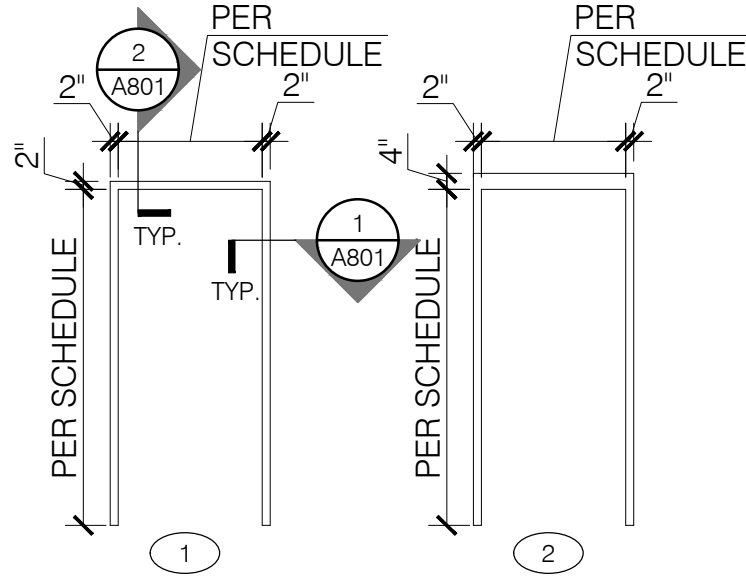 PER
SCHEDULE
2
A801
2"
2"
2"
TYP.
1
A801
TYP.
PER SCHEDULE
1
PER
SCHEDULE
2"
2"
4"
PER SCHEDULE
2